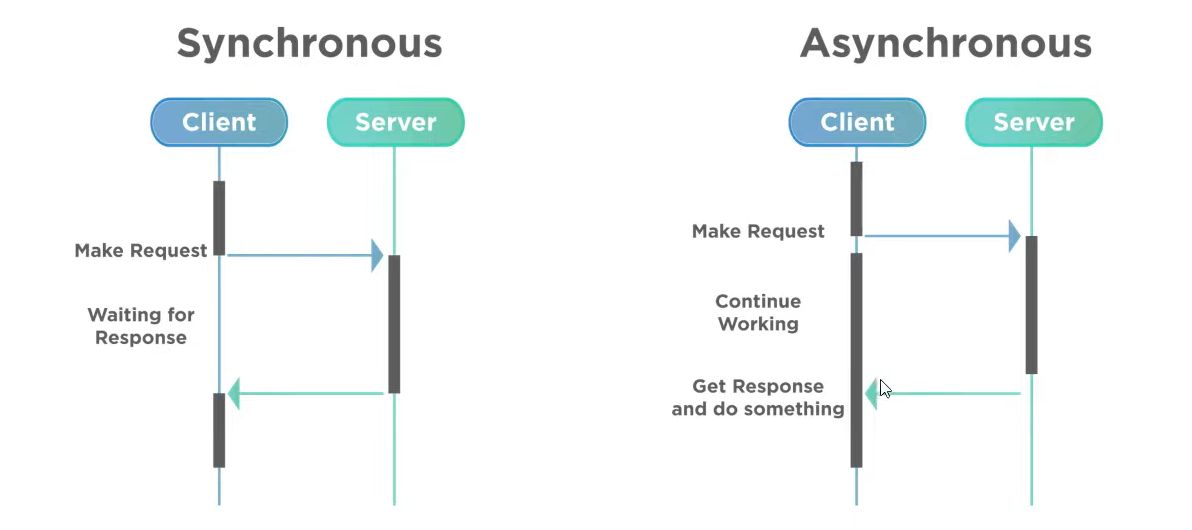 Synchronous
Client
Server
Make Request
Waiting for
Response
Asynchronous
Client
Server
Make Request
Continue
Working
Get Response
and do something